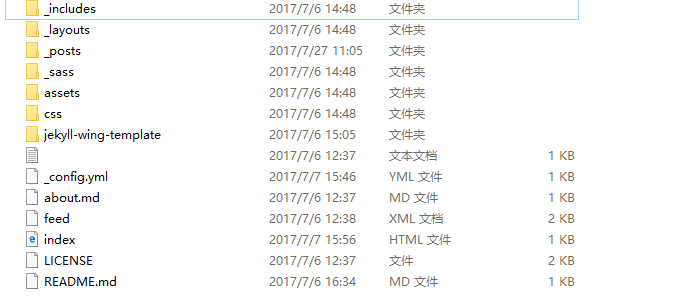 _includes 2017/7/6 14:48 文件夹
_layouts 2017/7/6 14:48 文件夹
_posts 2017/7/27 11:05 文件夹
_sass 2017/7/6 14:48 文件夹
assets 2017/7/6 14:48 文件夹
css 2017/7/6 14:48 文件夹
jekyll-wing-template 2017/7/6 15:05 文件夹
2017/7/6 12:37 文本文档 1 KB
_config.yml 2017/7/7 15:46 YML 文件 1 KB
about.md 2017/7/6 12:37 MD 文件 1 KB
feed 2017/7/6 12:38 XML 文档 2 KB
index 2017/7/7 15:56 HTML 文件 1 KB
LICENSE 2017/7/6 12:37 文件 2 KB
README.md 2017/7/6 16:34 MD 文件 1 KB